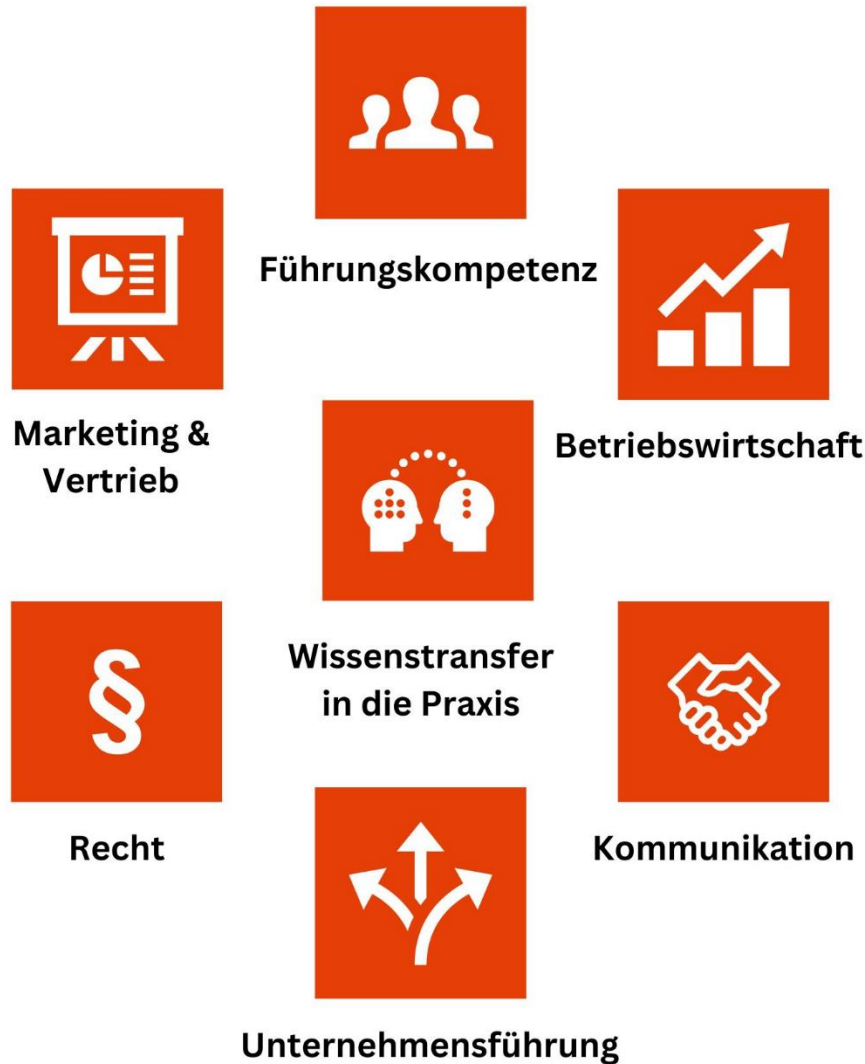 Führungskompetenz
Marketing &
Vertrieb
Betriebswirtschaft
Wissenstransfer
in die Praxis
§
Recht
Kommunikation
Unternehmensführung